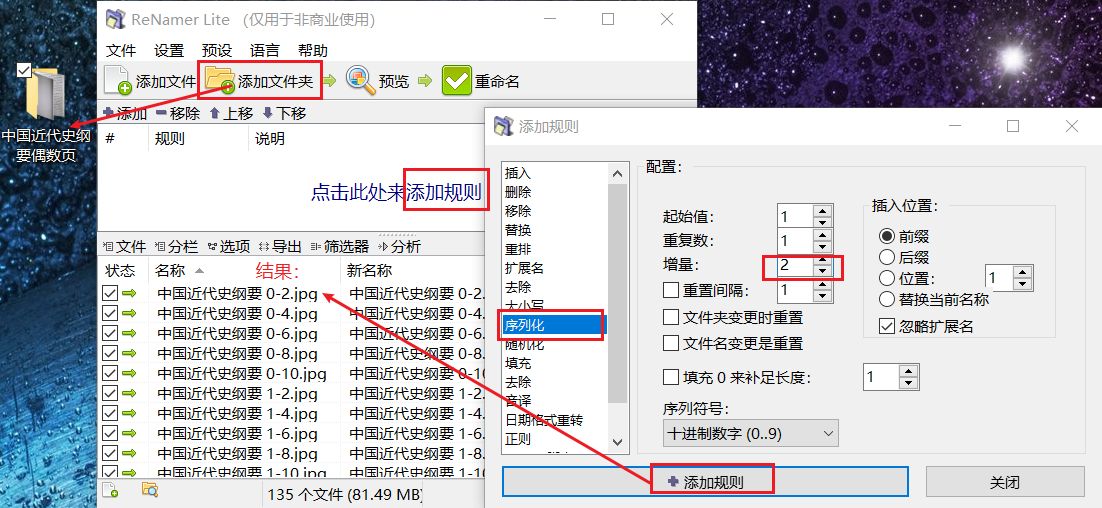 ReNamer Lite （仅用于非商业使用）
文件 设置 预设 语言 帮助
添加文件 添加文件夹 预览 重命名
添加 移除 上移 下移
# 规则 说明
点击此处来添加规则
文件 分栏 选项 导出 筛选器 分析
状态 名称 结果： 新名称
中国近代史纲要 0-2.jpg 中国近代史纲要 0-2.
中国近代史纲要 0-4.jpg 中国近代史纲要 0-4.
中国近代史纲要 0-6.jpg 中国近代史纲要 0-6.
中国近代史纲要 0-8.jpg 中国近代史纲要 0-8.
中国近代史纲要 0-10.jpg 中国近代史纲要 0-1
中国近代史纲要 1-2.jpg 中国近代史纲要 1-2.
中国近代史纲要 1-4.jpg 中国近代史纲要 1-4.
中国近代史纲要 1-6.jpg 中国近代史纲要 1-6.
中国近代史纲要 1-8.jpg 中国近代史纲要 1-8.
中国近代史纲要 1-10.jpg 中国近代史纲要 1-1
135 个文件 (81.49 MB)
中国近代史纲
要偶数页
添加规则
插入
删除
移除
替换
重排
扩展名
去除
大小写
序列化
随机化
填充
去除
音译
日期格式重转
正则
配置：
起始值： 1
重复数： 1
增量： 2
重置间隔： 1
文件夹变更时重置
文件名变更是重置
填充 0 来补足长度： 1
序列符号：
十进制数字 (0..9)
插入位置：
前缀
后缀
位置： 1
替换当前名称
忽略扩展名
添加规则 关闭